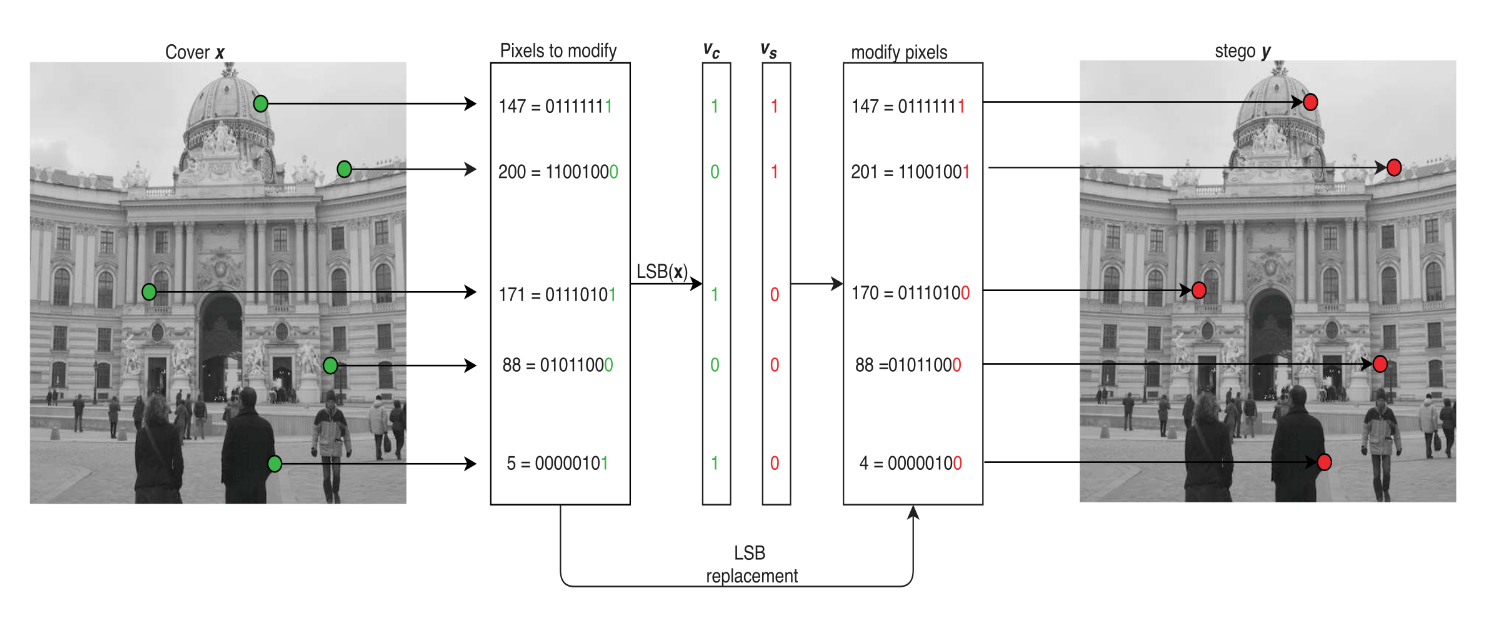 Cover x
Pixels to modify
vc
vs
modify pixels
stego y
147 = 01111111
1
1
147 = 01111111
200 = 11001000
0
1
201 = 11001001
LSB(x)
171 = 01110101
1
0
170 = 01110100
88 = 01011000
0
0
88 =01011000
5 = 00000101
1
0
4 = 00000100
LSB
replacement